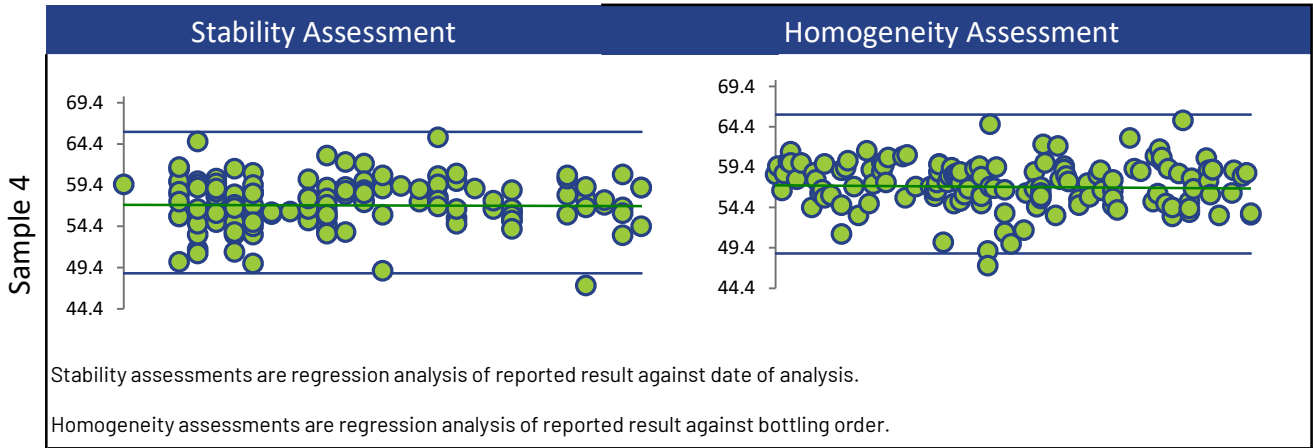 Stability Assessment
Homogeneity Assessment
Sample 4
69.4
64.4
59.4
54.4
49.4
44.4
69.4
64.4
59.4
54.4
49.4
44.4
Stability assessments are regression analysis of reported result against date of analysis.
Homogeneity assessments are regression analysis of reported result against bottling order.